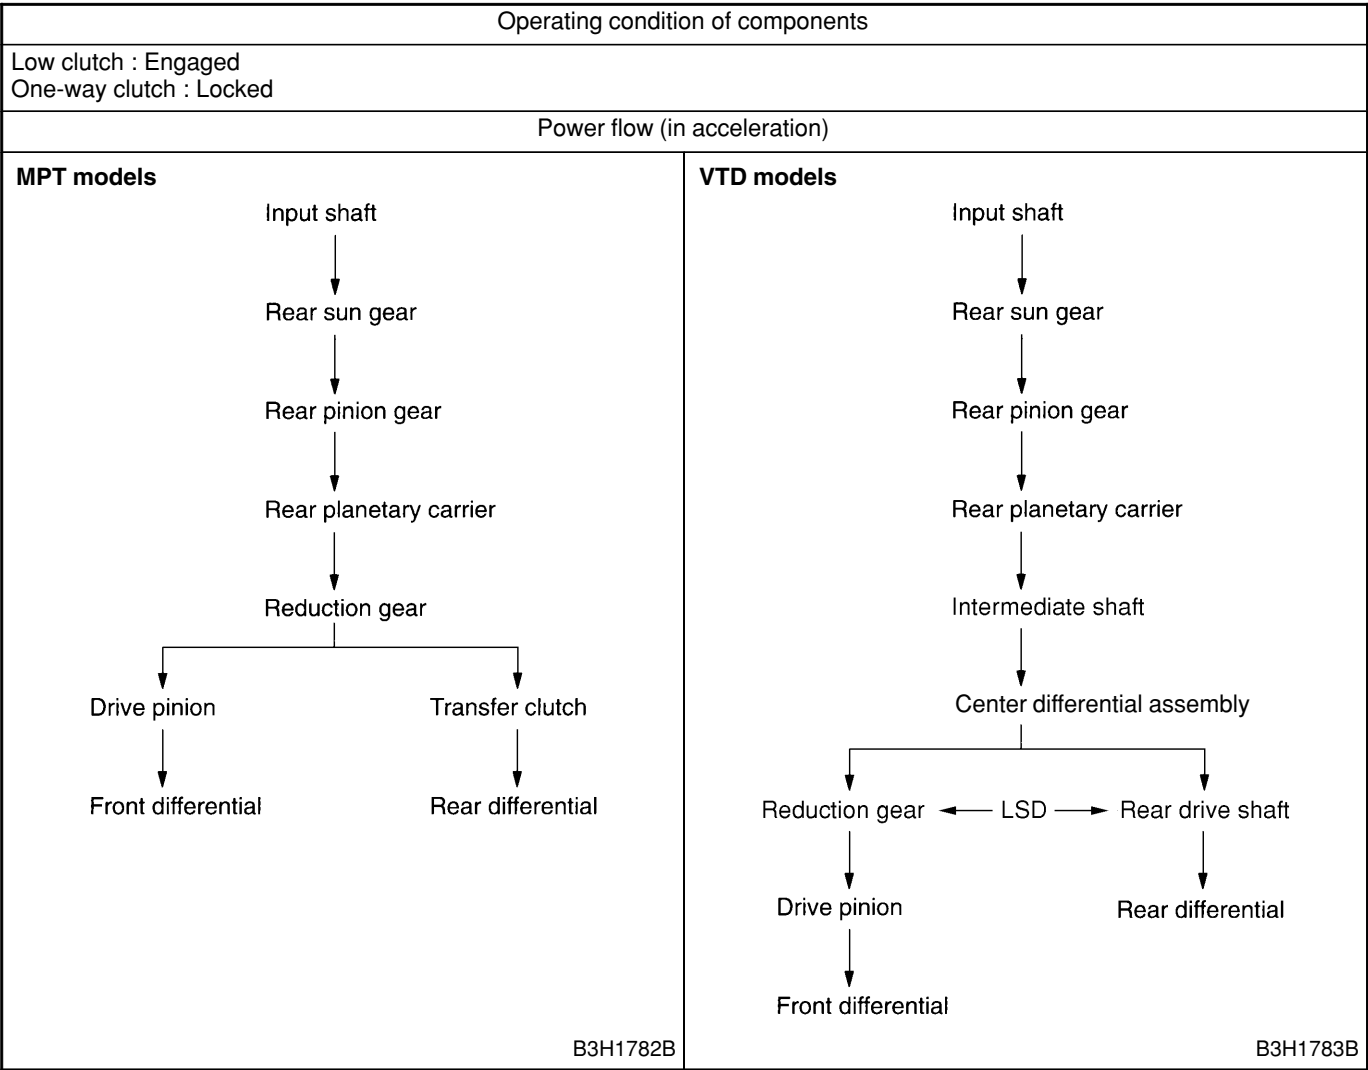 Operating condition of components
Low clutch : Engaged
One-way clutch : Locked
Power flow (in acceleration)
MPT models
Input shaft
Rear sun gear
Rear pinion gear
Rear planetary carrier
Reduction gear
Drive pinion
Transfer clutch
Front differential
Rear differential
B3H1782B
VTD models
Input shaft
Rear sun gear
Rear pinion gear
Rear planetary carrier
Intermediate shaft
Center differential assembly
Reduction gear
LSD
Rear drive shaft
Drive pinion
Rear differential
Front differential
B3H1783B